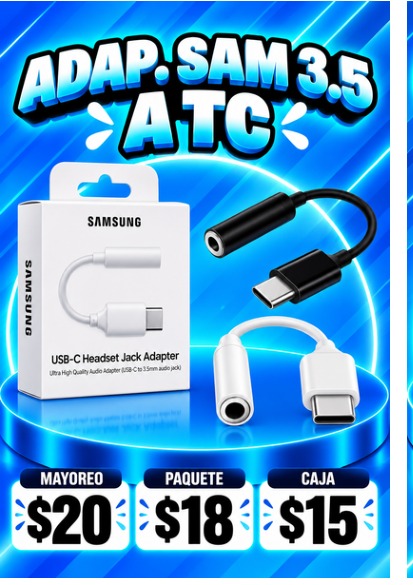 ADAP. SAM 3.5
A TC
SAMSUNG
SAMSUNG
USB-C Headset Jack Adapter
Ultra High Quality Audio Adapter (USB-C to 3.5mm audio jack)
MAYOREO
$20
PAQUETE
$18
CAJA
$15